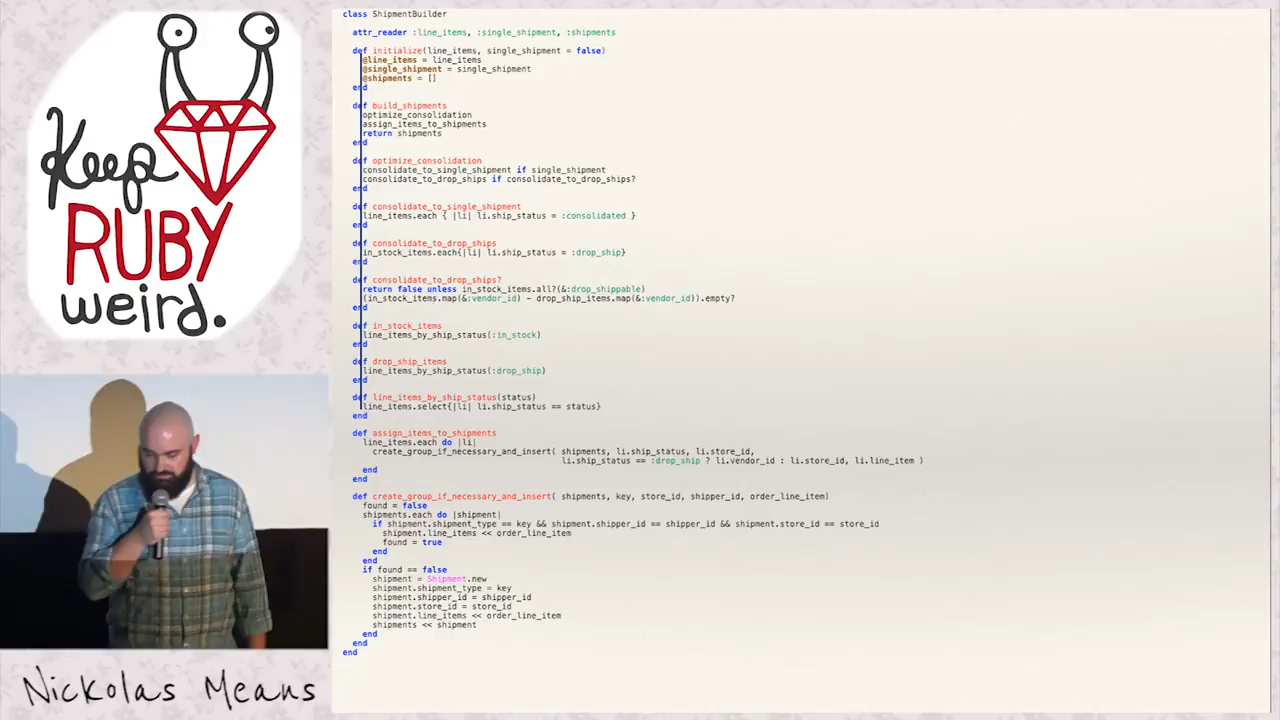 Keep
RUBY
weird.
Nickolas Means
class ShipmentBuilder
attr_reader :line_items, :single_shipment, :shipments
def initialize(line_items, single_shipment = false)
@line_items = line_items
@single_shipment = single_shipment
@shipments = []
end
def build_shipments
optimize_consolidation
assign_items_to_shipments
return shipments
end
def optimize_consolidation
consolidate_to_single_shipment if single_shipment
consolidate_to_drop_ships if consolidate_to_drop_ships?
end
def consolidate_to_single_shipment
line_items.each { |li| li.ship_status = :consolidated }
end
def consolidate_to_drop_ships
in_stock_items.each{|li| li.ship_status = :drop_ship}
end
def consolidate_to_drop_ships?
return false unless in_stock_items.all?(&:drop_shippable)
(in_stock_items.map(&:vendor_id) - drop_ship_items.map(&:vendor_id)).empty?
end
def in_stock_items
line_items_by_ship_status(:in_stock)
end
def drop_ship_items
line_items_by_ship_status(:drop_ship)
end
def line_items_by_ship_status(status)
line_items.select{|li| li.ship_status == status}
end
def assign_items_to_shipments
line_items.each do |li|
create_group_if_necessary_and_insert( shipments, li.ship_status, li.store_id,
li.ship_status == :drop_ship ? li.vendor_id : li.store_id, li.line_item )
end
end
def create_group_if_necessary_and_insert( shipments, key, store_id, shipper_id, order_line_item)
found = false
shipments.each do |shipment|
if shipment.shipment_type == key && shipment.shipper_id == shipper_id && shipment.store_id == store_id
shipment.line_items << order_line_item
found = true
end
end
if found == false
shipment = Shipment.new
shipment.shipment_type = key
shipment.shipper_id = shipper_id
shipment.store_id = store_id
shipment.line_items << order_line_item
shipments << shipment
end
end
end